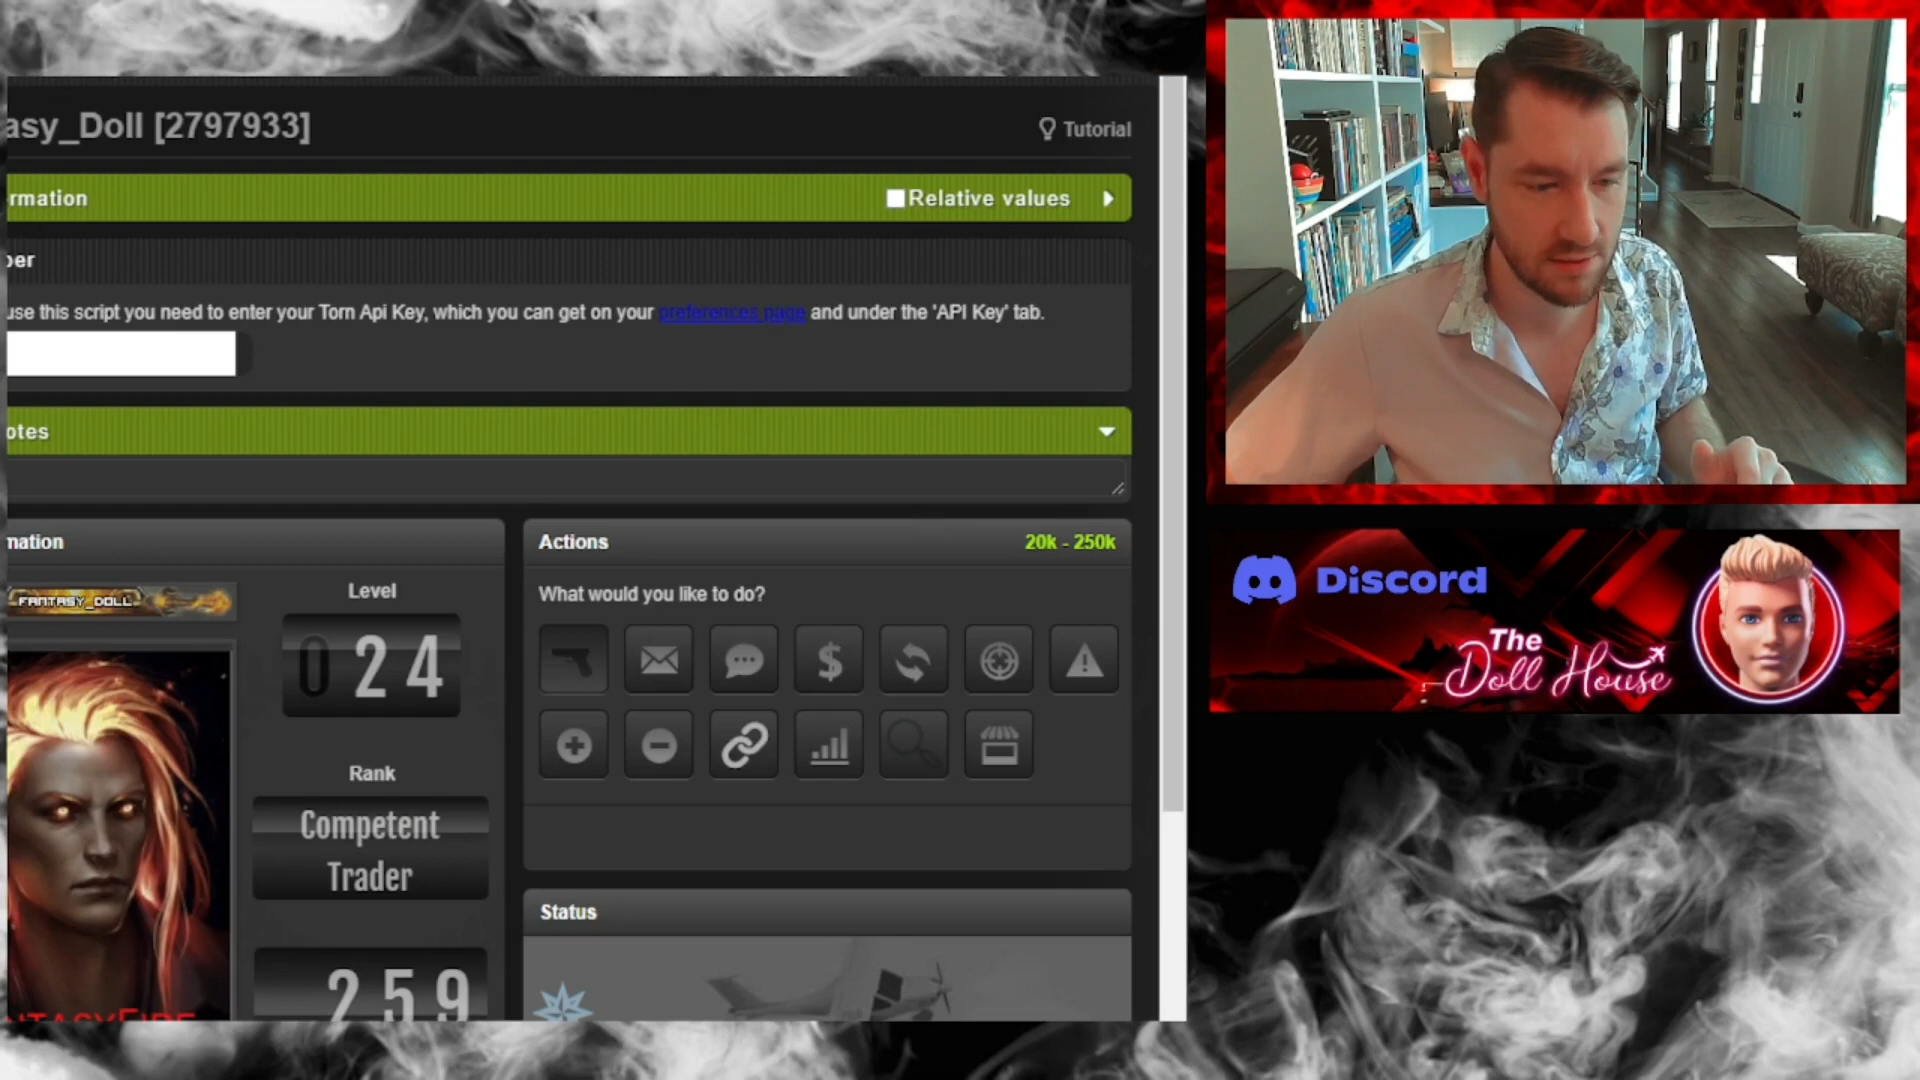 asy_Doll [2797933]
Tutorial
rmation
Relative values
per
use this script you need to enter your Torn Api Key, which you can get on your preferences page and under the 'API Key' tab.
otes
mation
Actions
20k - 250k
FANTASY_DOLL
Level
024
What would you like to do?
$
Rank
Competent
Trader
259
Status
NTASYFIRE
Discord
The
Doll House